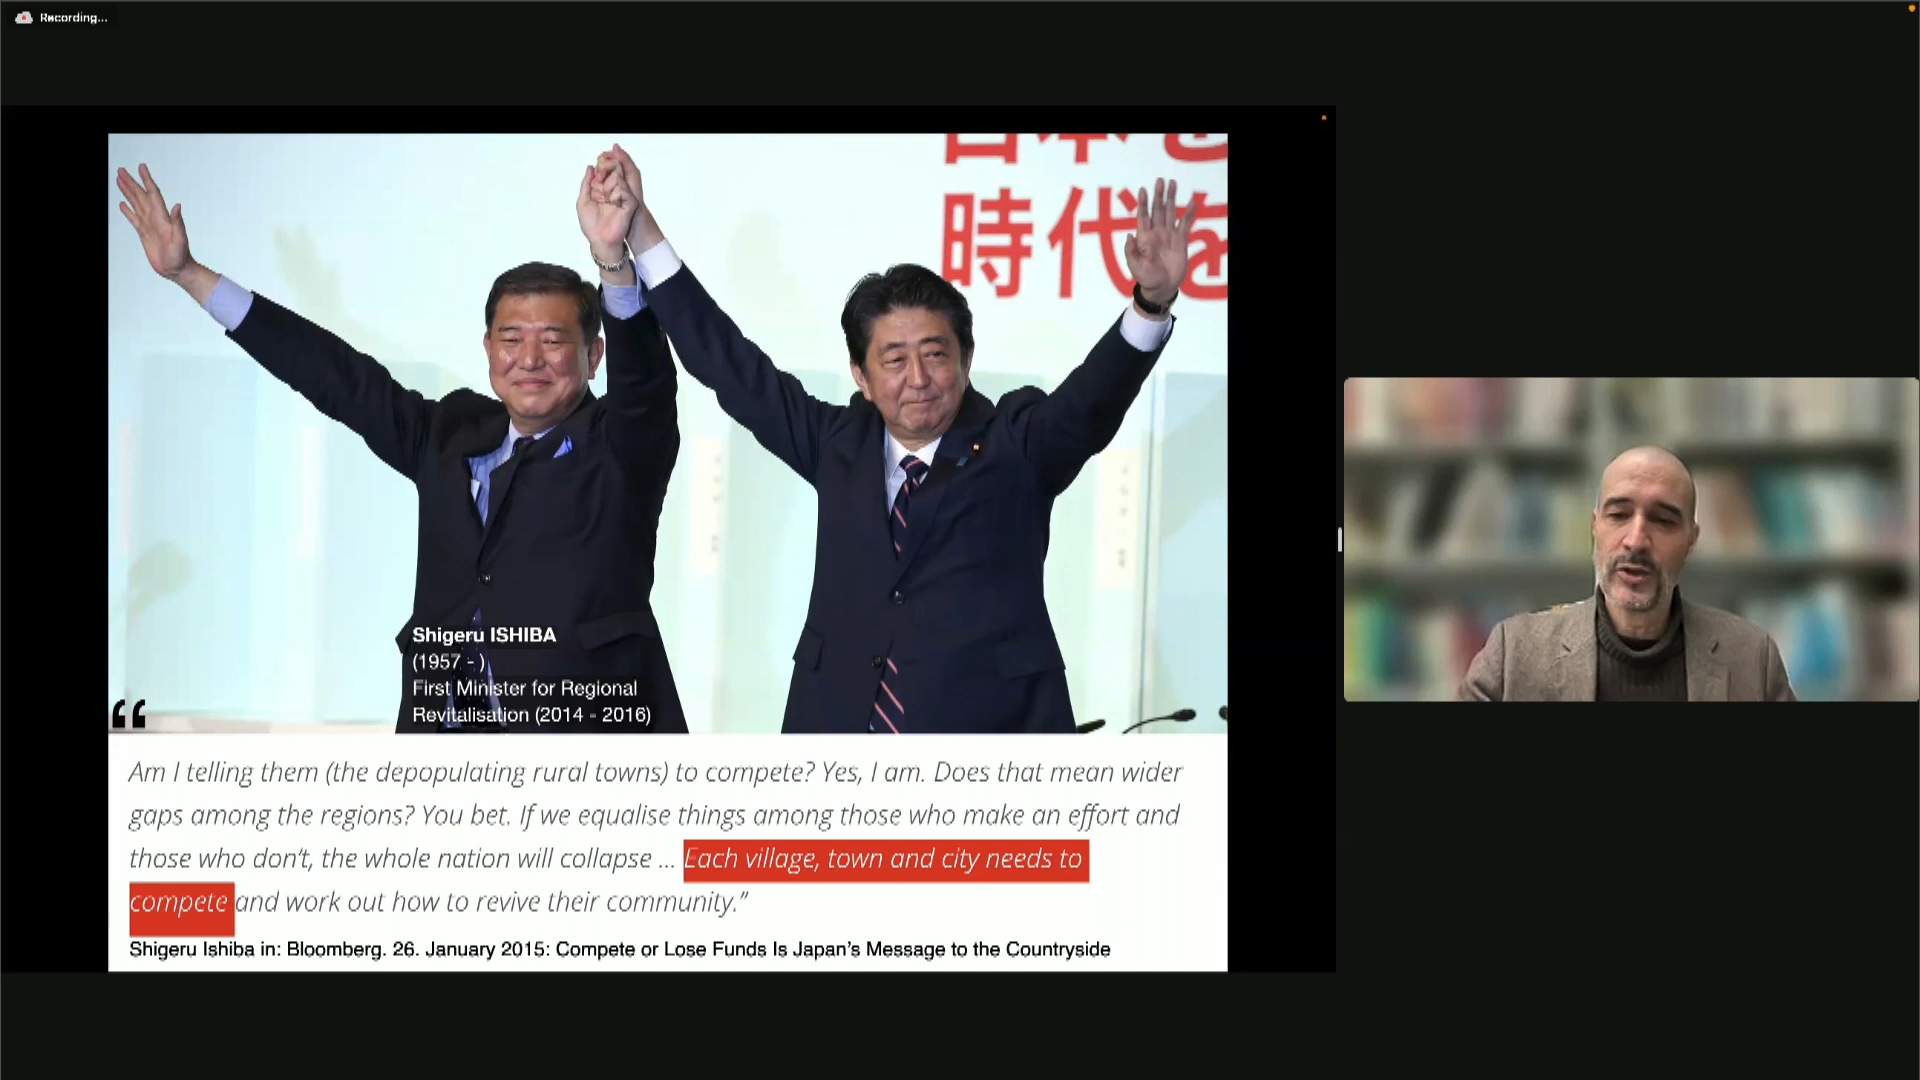 Recording...
日本を
時代を
Shigeru ISHIBA
(1957 - )
First Minister for Regional
Revitalisation (2014 - 2016)
“
Am I telling them (the depopulating rural towns) to compete? Yes, I am. Does that mean wider
gaps among the regions? You bet. If we equalise things among those who make an effort and
those who don’t, the whole nation will collapse ... Each village, town and city needs to
compete and work out how to revive their community.”
Shigeru Ishiba in: Bloomberg. 26. January 2015: Compete or Lose Funds Is Japan’s Message to the Countryside